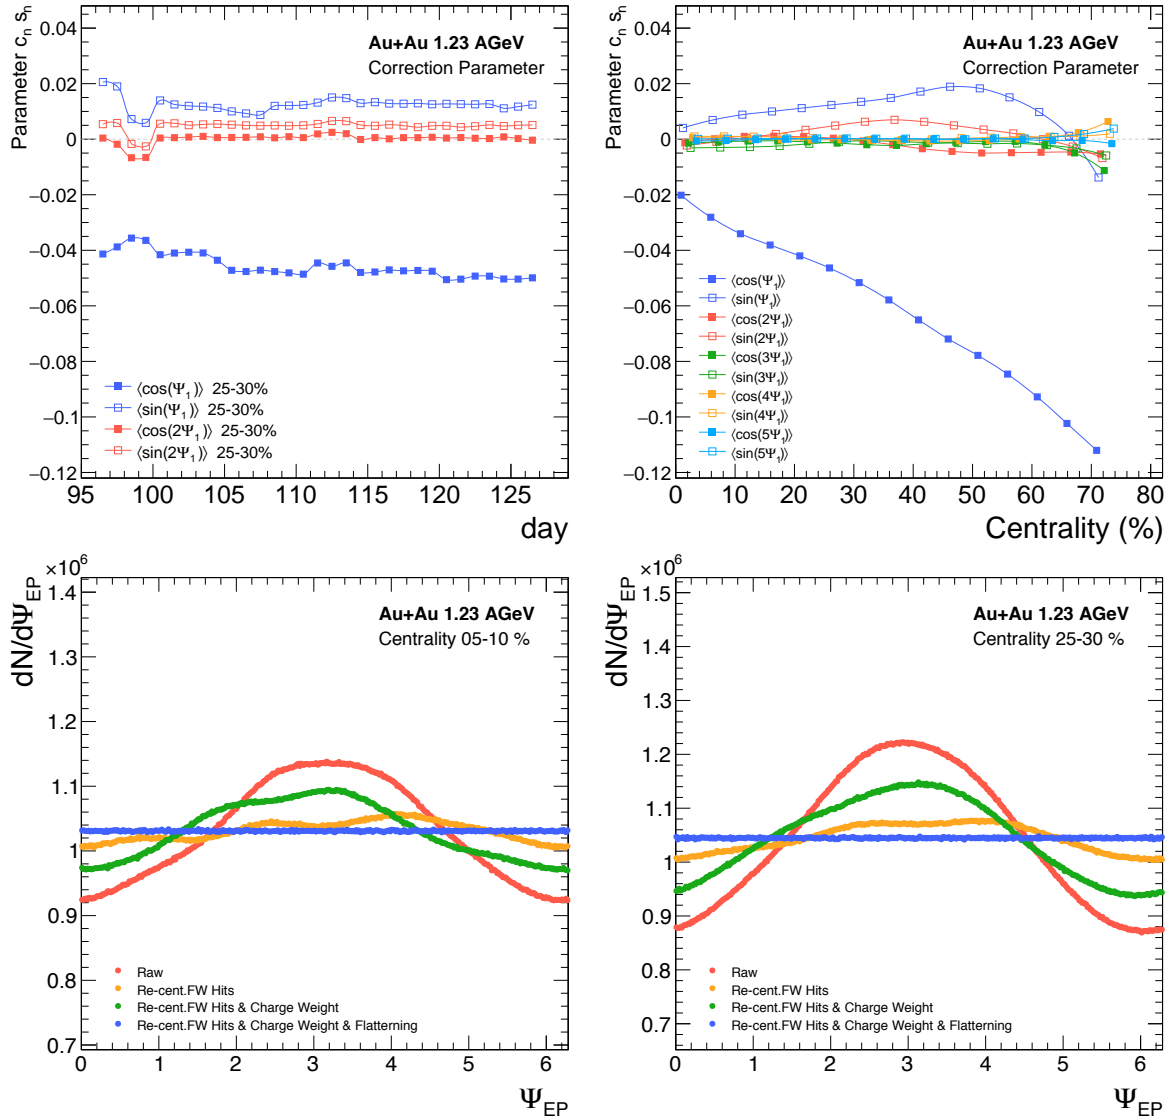 Parameter cₙ sₙ
0.04
0.02
0
−0.02
−0.04
−0.06
−0.08
−0.1
−0.12
Au+Au 1.23 AGeV
Correction Parameter
⟨cos(Ψ₁)⟩ 25-30%
⟨sin(Ψ₁)⟩ 25-30%
⟨cos(2Ψ₁)⟩ 25-30%
⟨sin(2Ψ₁)⟩ 25-30%
95 100 105 110 115 120 125
day
Parameter cₙ sₙ
0.04
0.02
0
−0.02
−0.04
−0.06
−0.08
−0.1
−0.12
Au+Au 1.23 AGeV
Correction Parameter
⟨cos(Ψ₁)⟩
⟨sin(Ψ₁)⟩
⟨cos(2Ψ₁)⟩
⟨sin(2Ψ₁)⟩
⟨cos(3Ψ₁)⟩
⟨sin(3Ψ₁)⟩
⟨cos(4Ψ₁)⟩
⟨sin(4Ψ₁)⟩
⟨cos(5Ψ₁)⟩
⟨sin(5Ψ₁)⟩
0 10 20 30 40 50 60 70 80
Centrality (%)
×10⁶
dN/dΨ_EP
1.4
1.3
1.2
1.1
1
0.9
0.8
0.7
Au+Au 1.23 AGeV
Centrality 05-10 %
Raw
Re-cent.FW Hits
Re-cent.FW Hits & Charge Weight
Re-cent.FW Hits & Charge Weight & Flatterning
0 1 2 3 4 5 6
Ψ_EP
×10⁶
dN/dΨ_EP
1.5
1.4
1.3
1.2
1.1
1
0.9
0.8
0.7
Au+Au 1.23 AGeV
Centrality 25-30 %
Raw
Re-cent.FW Hits
Re-cent.FW Hits & Charge Weight
Re-cent.FW Hits & Charge Weight & Flatterning
0 1 2 3 4 5 6
Ψ_EP